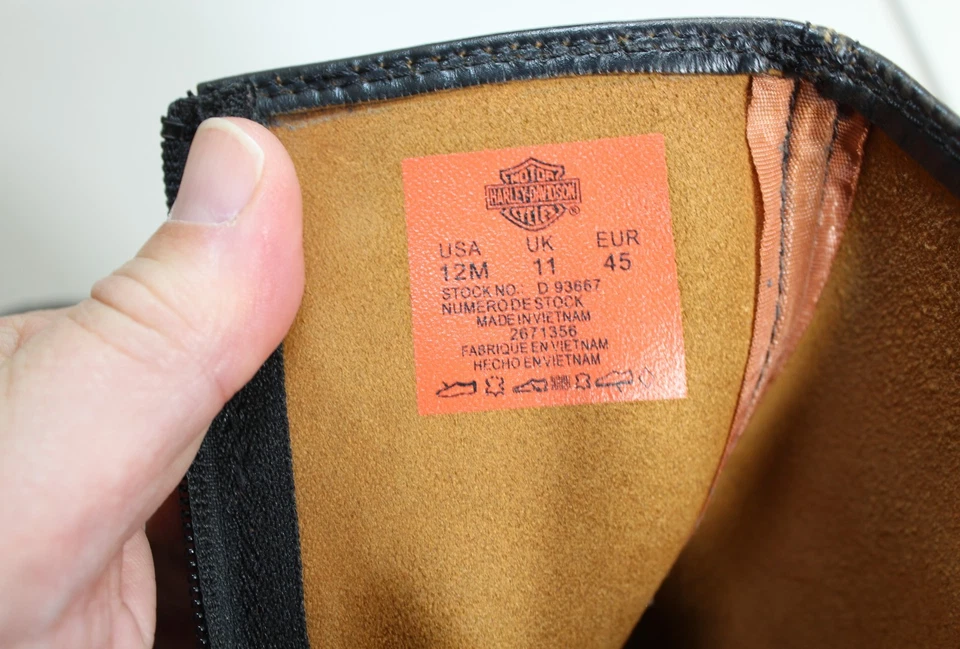 MOTOR
HARLEY-DAVIDSON
®
USA UK EUR
12M 11 45
STOCK NO.: D 93667
NUMERO DE STOCK
MADE IN VIETNAM
2671356
FABRIQUE EN VIETNAM
HECHO EN VIETNAM